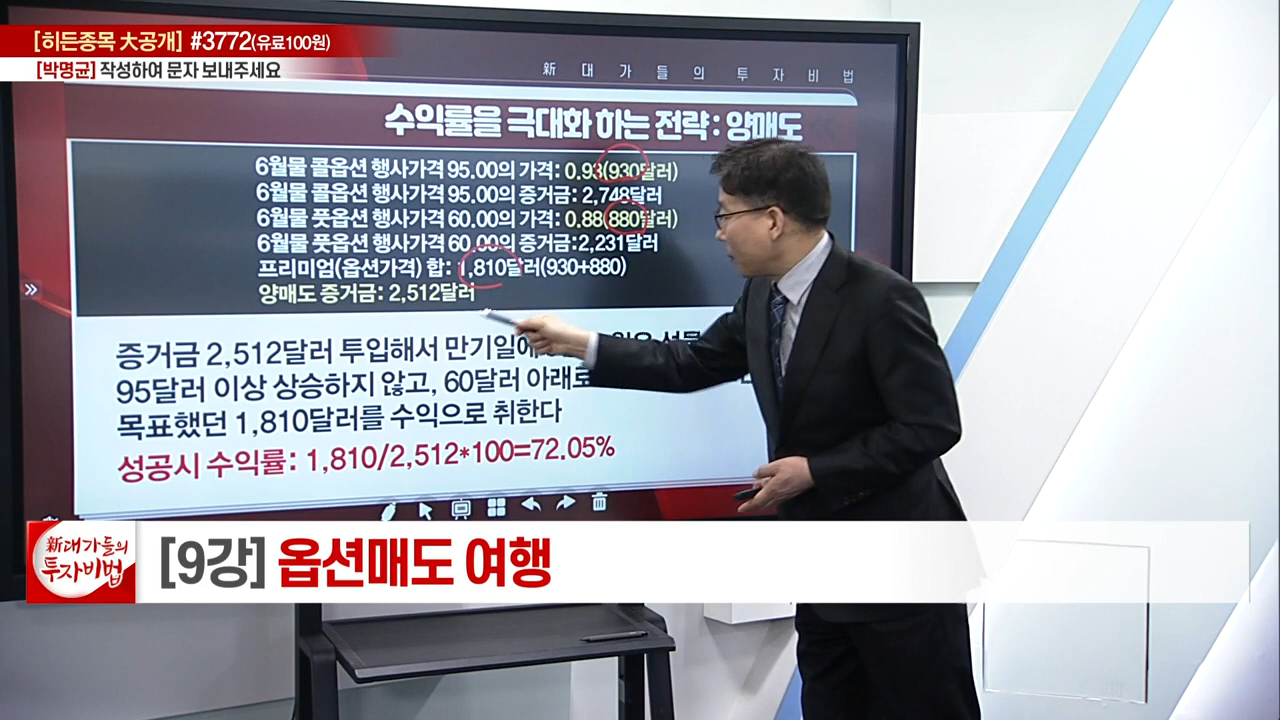 [히든종목 大공개] #3772(유료100원)
[박명균] 작성하여 문자 보내주세요
新 대 가 들 의 투 자 비 법
수익률을 극대화 하는 전략 : 양매도
6월물 콜옵션 행사가격 95.00의 가격: 0.93(930달러)
6월물 콜옵션 행사가격 95.00의 증거금: 2,748달러
6월물 풋옵션 행사가격 60.00의 가격: 0.88(880달러)
6월물 풋옵션 행사가격 60.00의 증거금:2,231달러
프리미엄(옵션가격) 합: 1,810달러(930+880)
양매도 증거금: 2,512달러
증거금 2,512달러 투입해서 만기일에
95달러 이상 상승하지 않고, 60달러 아래로
목표했던 1,810달러를 수익으로 취한다
성공시 수익률: 1,810/2,512*100=72.05%
新대가들의
투자비법
[9강] 옵션매도 여행